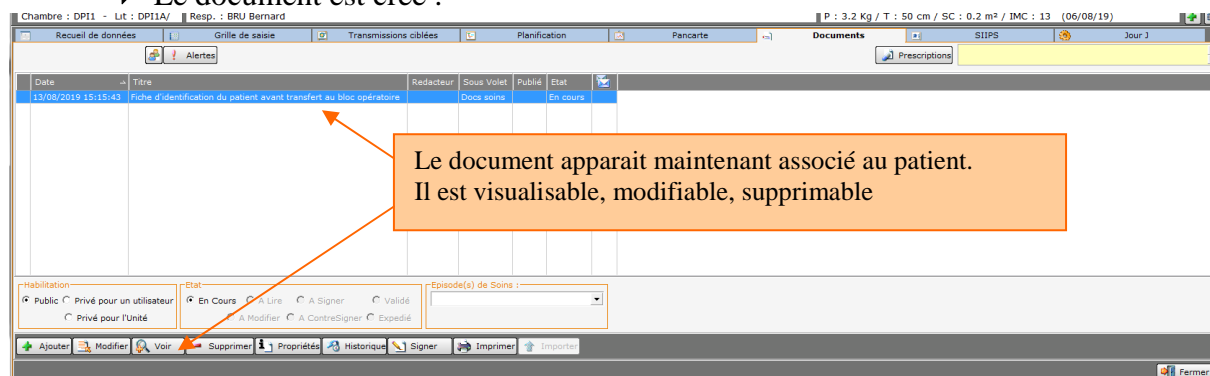 ➔ Le document est créé :
Chambre : DPI1 - Lit : DPI1A/ Resp. : BRU Bernard P : 3.2 Kg / T : 50 cm / SC : 0.2 m² / IMC : 13 (06/08/19)
Recueil de données Grille de saisie Transmissions ciblées Planification Pancarte Documents SIIPS Jour J
Alertes Prescriptions
Date Titre Redacteur Sous Volet Publié Etat
13/08/2019 15:15:43 Fiche d'identification du patient avant transfert au bloc opératoire Docs soins En cours
Le document apparait maintenant associé au patient.
Il est visualisable, modifiable, supprimable
Habilitation Etat Episode(s) de Soins :
Public Privé pour un utilisateur En Cours A Lire A Signer Validé
Privé pour l'Unité A Modifier A ContreSigner Expedié
Ajouter Modifier Voir Supprimer Propriétés Historique Signer Imprimer Importer
Fermer